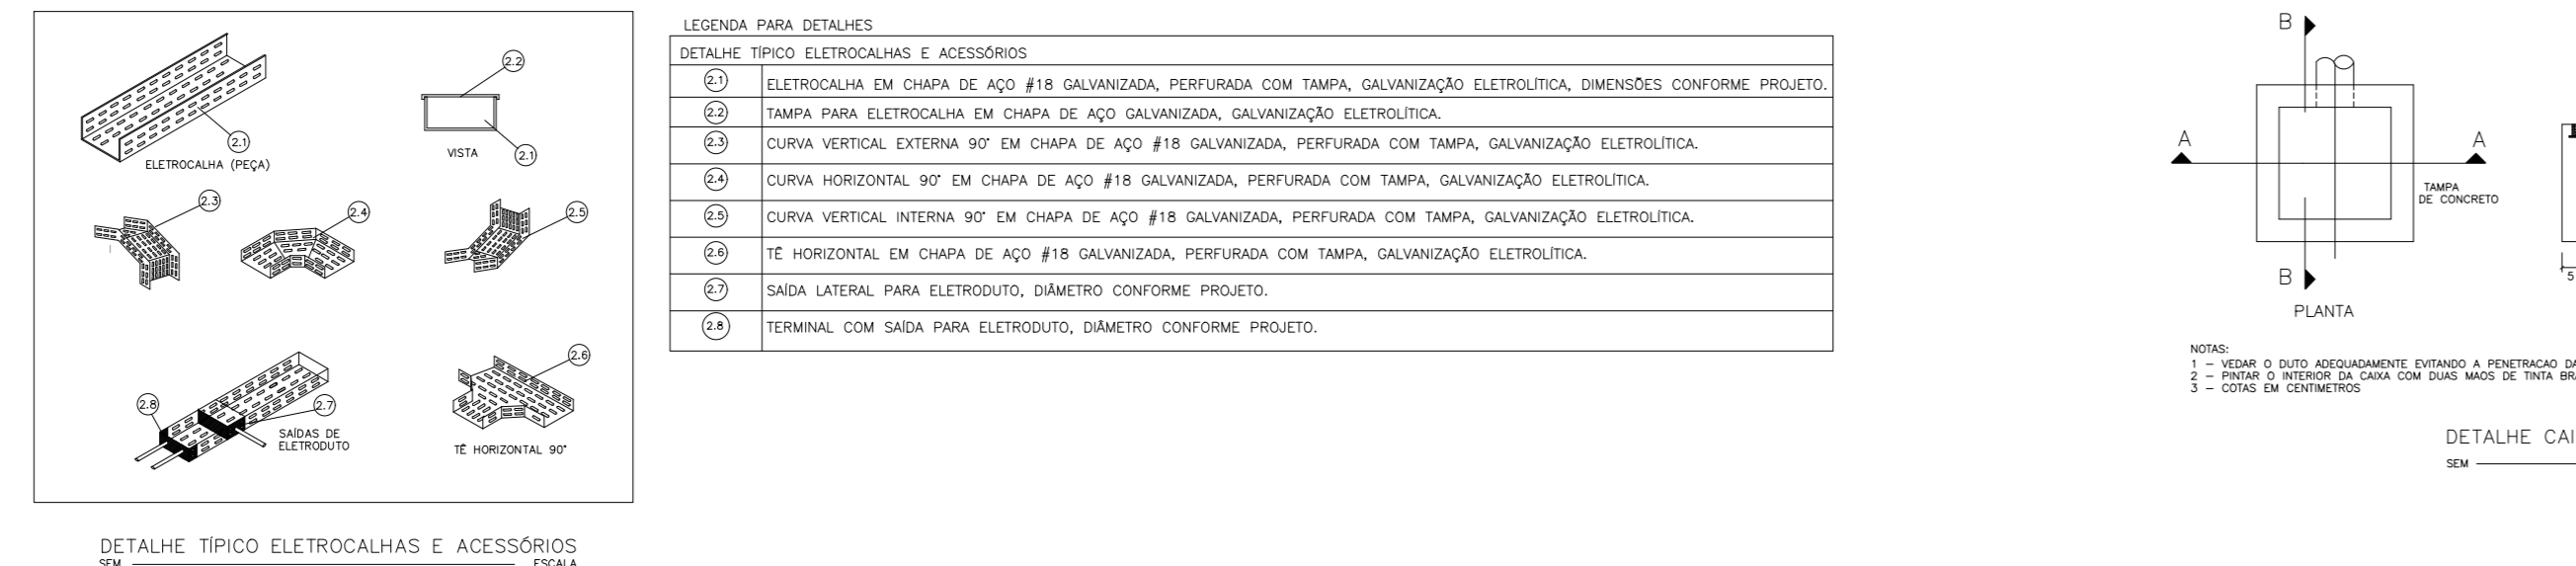 2.2
2.1
ELETROCALHA (PEÇA)
VISTA
2.1
2.3
2.4
2.5
2.8
2.7
SAÍDAS DE
ELETRODUTO
2.6
TÊ HORIZONTAL 90°
DETALHE TÍPICO ELETROCALHAS E ACESSÓRIOS
SEM ESCALA
LEGENDA PARA DETALHES
DETALHE TÍPICO ELETROCALHAS E ACESSÓRIOS
2.1 ELETROCALHA EM CHAPA DE AÇO #18 GALVANIZADA, PERFURADA COM TAMPA, GALVANIZAÇÃO ELETROLÍTICA, DIMENSÕES CONFORME PROJETO.
2.2 TAMPA PARA ELETROCALHA EM CHAPA DE AÇO GALVANIZADA, GALVANIZAÇÃO ELETROLÍTICA.
2.3 CURVA VERTICAL EXTERNA 90° EM CHAPA DE AÇO #18 GALVANIZADA, PERFURADA COM TAMPA, GALVANIZAÇÃO ELETROLÍTICA.
2.4 CURVA HORIZONTAL 90° EM CHAPA DE AÇO #18 GALVANIZADA, PERFURADA COM TAMPA, GALVANIZAÇÃO ELETROLÍTICA.
2.5 CURVA VERTICAL INTERNA 90° EM CHAPA DE AÇO #18 GALVANIZADA, PERFURADA COM TAMPA, GALVANIZAÇÃO ELETROLÍTICA.
2.6 TÊ HORIZONTAL EM CHAPA DE AÇO #18 GALVANIZADA, PERFURADA COM TAMPA, GALVANIZAÇÃO ELETROLÍTICA.
2.7 SAÍDA LATERAL PARA ELETRODUTO, DIÂMETRO CONFORME PROJETO.
2.8 TERMINAL COM SAÍDA PARA ELETRODUTO, DIÂMETRO CONFORME PROJETO.
B
A A
TAMPA
DE CONCRETO
B
5
PLANTA
NOTAS:
1 – VEDAR O DUTO ADEQUADAMENTE EVITANDO A PENETRACAO DA
2 – PINTAR O INTERIOR DA CAIXA COM DUAS MAOS DE TINTA BR
3 – COTAS EM CENTIMETROS
DETALHE CAI
SEM